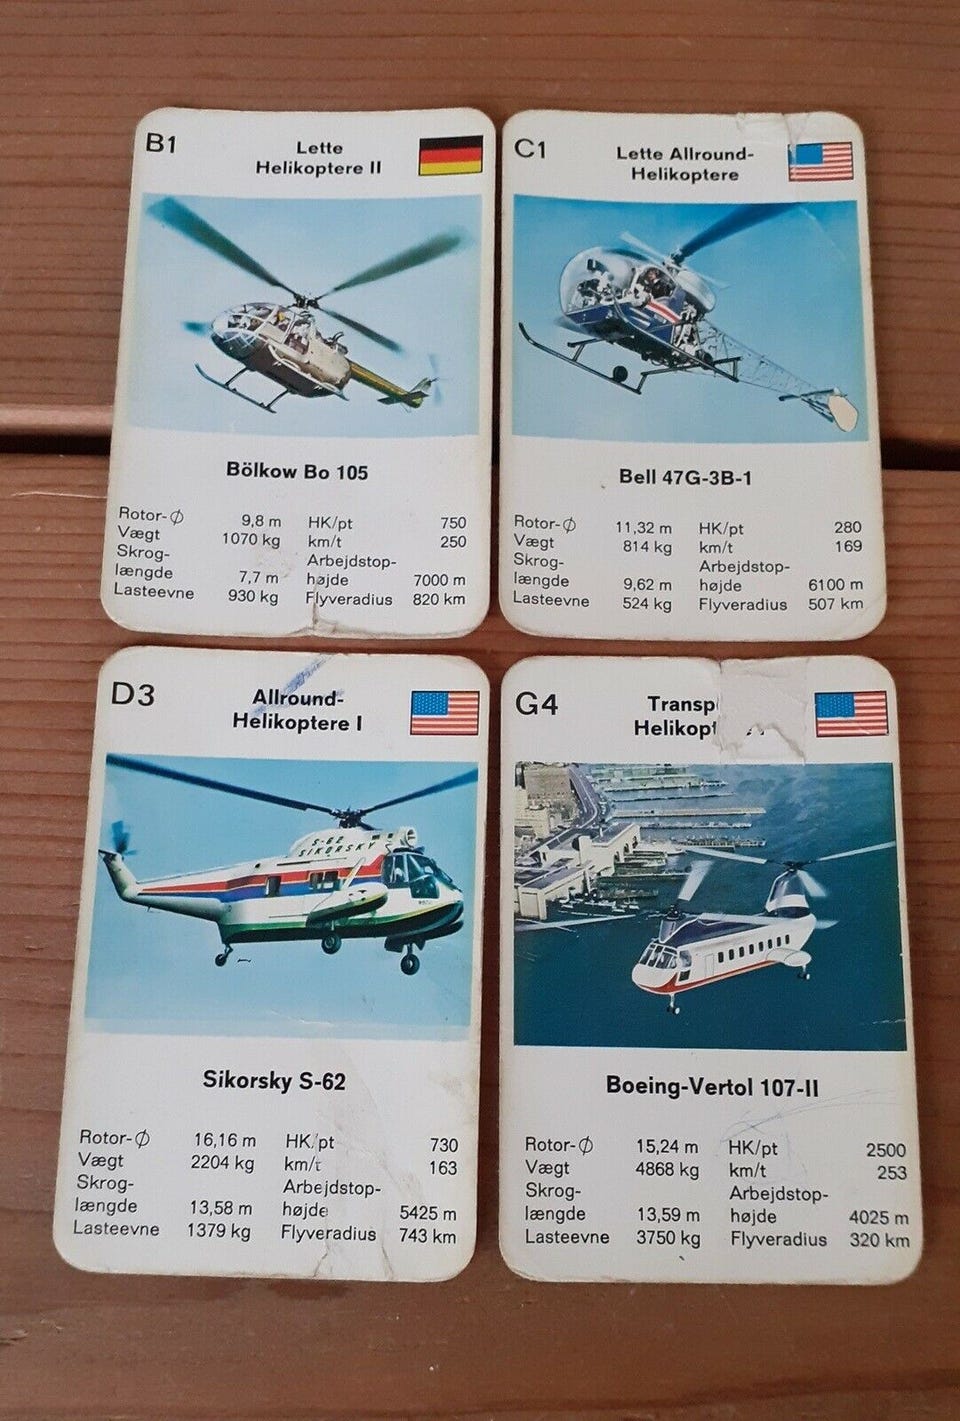 B1
Lette
Helikoptere II
Bölkow Bo 105
Rotor-Ø 9,8 m HK/pt 750
Vægt 1070 kg km/t 250
Skrog- Arbejdstop-
længde 7,7 m højde 7000 m
Lasteevne 930 kg Flyveradius 820 km
C1
Lette Allround-
Helikoptere
Bell 47G-3B-1
Rotor-Ø 11,32 m HK/pt 280
Vægt 814 kg km/t 169
Skrog- Arbejdstop-
længde 9,62 m højde 6100 m
Lasteevne 524 kg Flyveradius 507 km
D3
Allround-
Helikoptere I
S-62
SIKORSKY
Sikorsky S-62
Rotor-Ø 16,16 m HK/pt 730
Vægt 2204 kg km/t 163
Skrog- Arbejdstop-
længde 13,58 m højde 5425 m
Lasteevne 1379 kg Flyveradius 743 km
G4
Transp
Helikopt
Boeing-Vertol 107-II
Rotor-Ø 15,24 m HK/pt 2500
Vægt 4868 kg km/t 253
Skrog- Arbejdstop-
længde 13,59 m højde 4025 m
Lasteevne 3750 kg Flyveradius 320 km